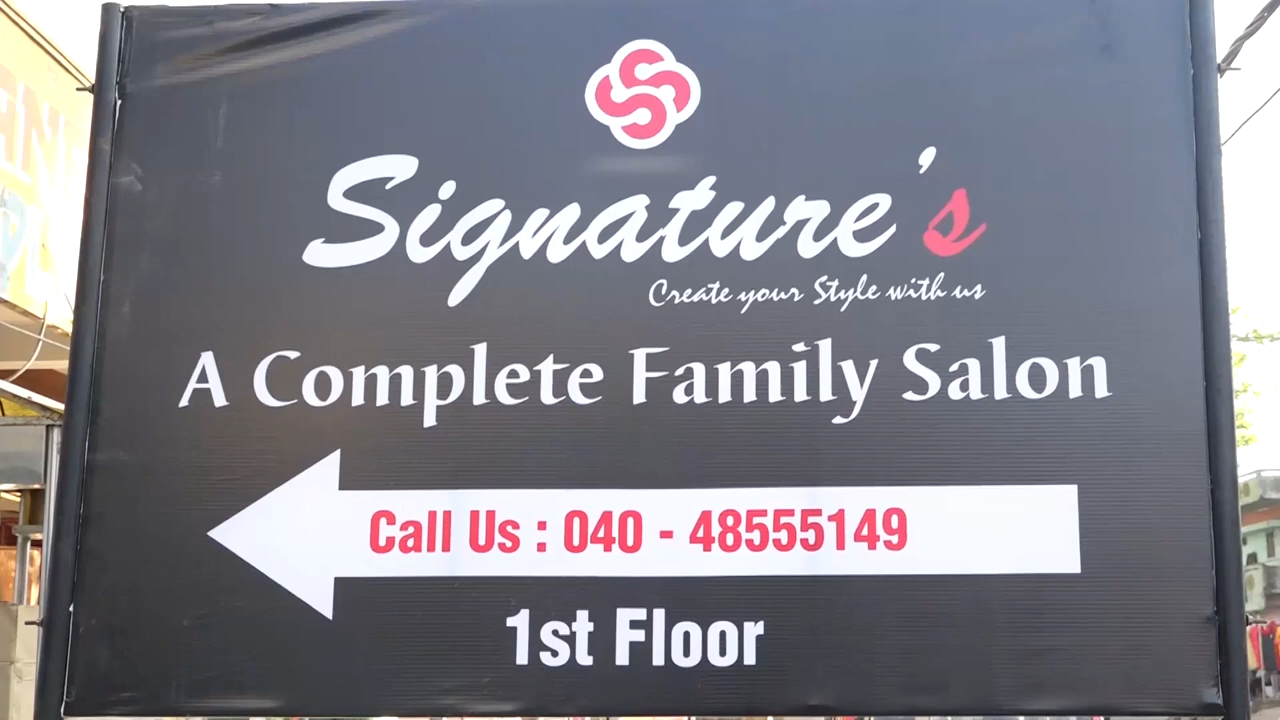 Signature's
Create your Style with us
A Complete Family Salon
Call Us : 040 - 48555149
1st Floor